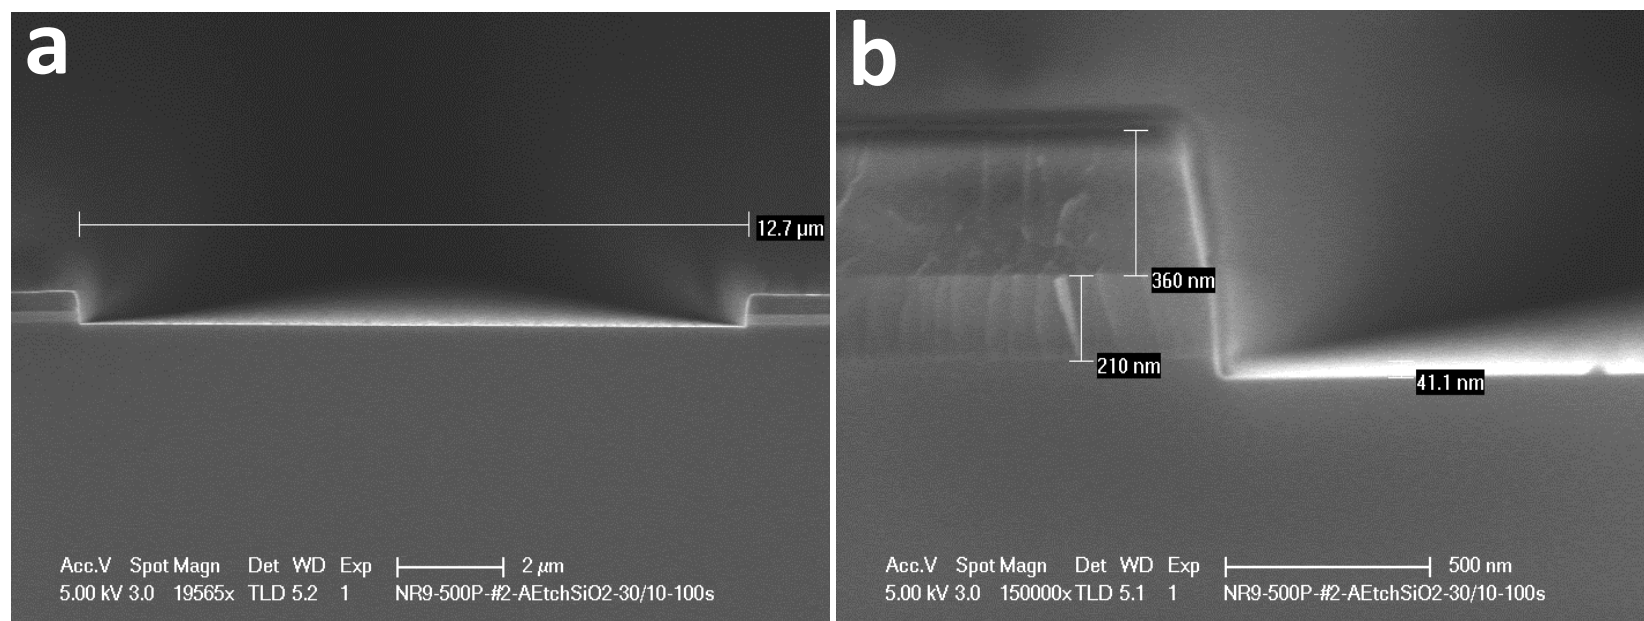 a
12.7 µm
Acc.V Spot Magn Det WD Exp 2 µm
5.00 kV 3.0 19565x TLD 5.2 1 NR9-500P-#2-AEtchSiO2-30/10-100s
b
360 nm
210 nm
41.1 nm
Acc.V Spot Magn Det WD Exp 500 nm
5.00 kV 3.0 150000x TLD 5.1 1 NR9-500P-#2-AEtchSiO2-30/10-100s